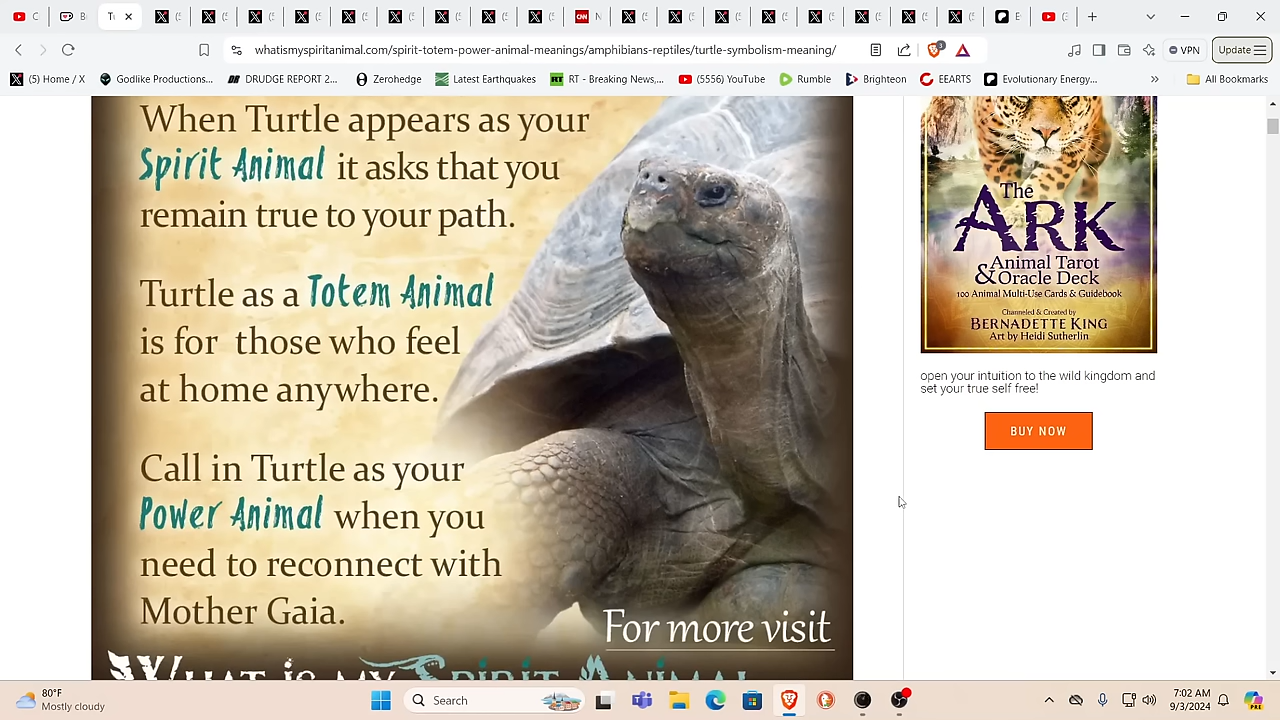 whatismyspiritanimal.com/spirit-totem-power-animal-meanings/amphibians-reptiles/turtle-symbolism-meaning/
3
VPN
Update
(5) Home / X
Godlike Productions...
DRUDGE REPORT 2...
Zerohedge
Latest Earthquakes
RT - Breaking News,...
(5556) YouTube
Rumble
Brighteon
EEARTS
Evolutionary Energy...
All Bookmarks
When Turtle appears as your
Spirit Animal it asks that you
remain true to your path.
Turtle as a Totem Animal
is for those who feel
at home anywhere.
Call in Turtle as your
Power Animal when you
need to reconnect with
Mother Gaia.
For more visit
What is my Spirit Animal
The
ARK
Animal Tarot
& Oracle Deck
100 Animal Multi-Use Cards & Guidebook
Channeled & Created by
BERNADETTE KING
Art by Heidi Sutherlin
open your intuition to the wild kingdom and
set your true self free!
BUY NOW
80°F
Mostly cloudy
Search
7:02 AM
9/3/2024